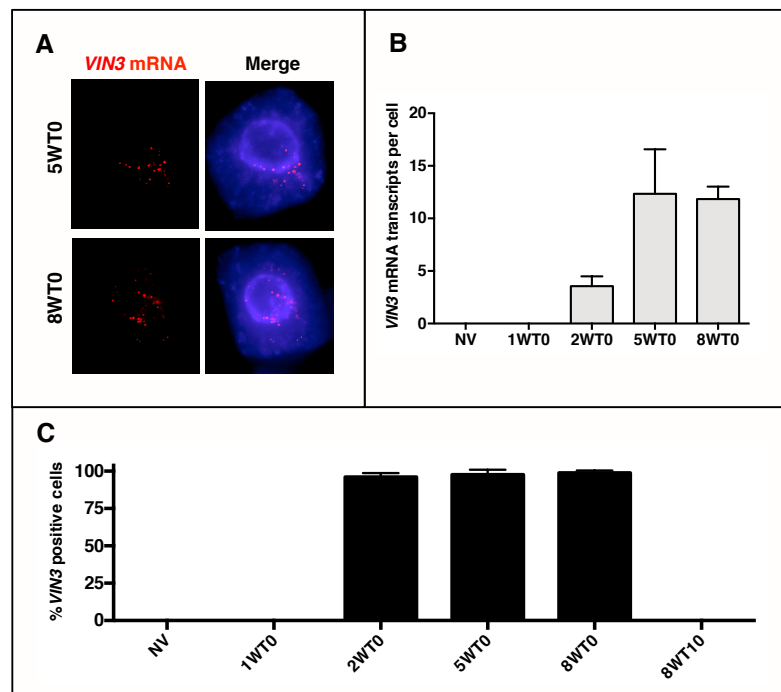 A
VIN3 mRNA
Merge
5WT0
8WT0
B
VIN3 mRNA transcripts per cell
20
15
10
5
0
NV 1WT0 2WT0 5WT0 8WT0
C
% VIN3 positive cells
100
75
50
25
0
NV 1WT0 2WT0 5WT0 8WT0 8WT10